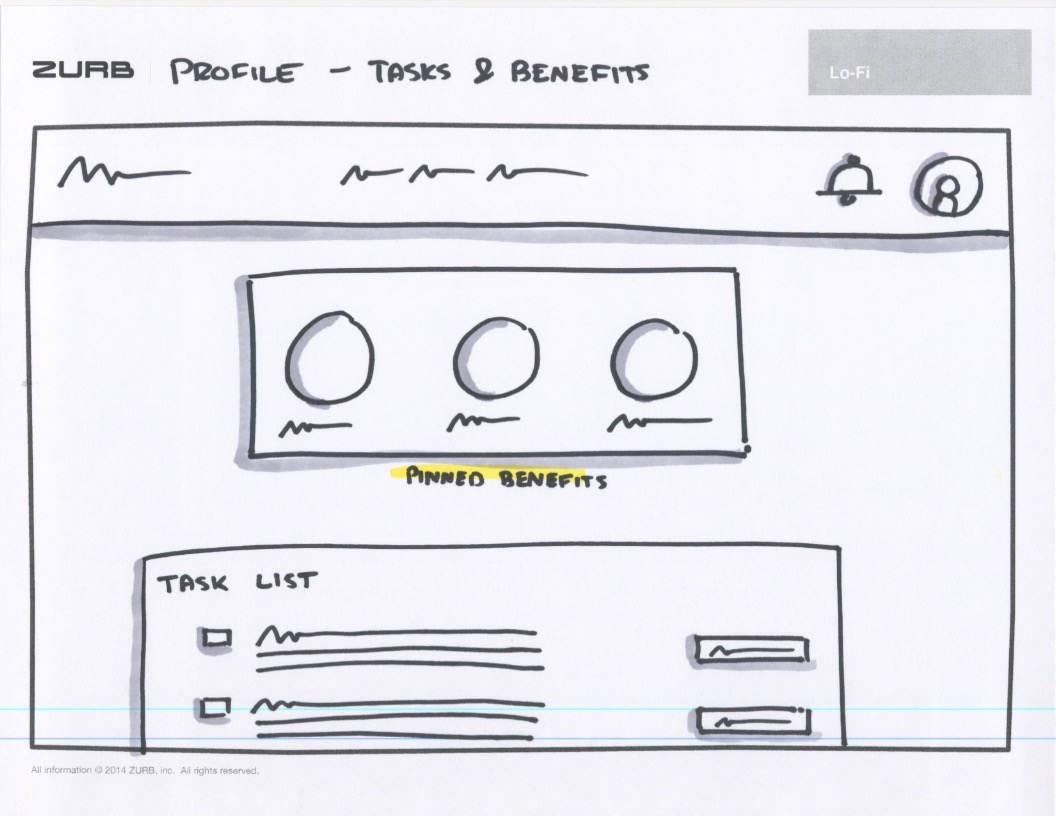 ZURB PROFILE - TASKS & BENEFITS
Lo-Fi
PINNED BENEFITS
TASK LIST
All information © 2014 ZURB, inc. All rights reserved.